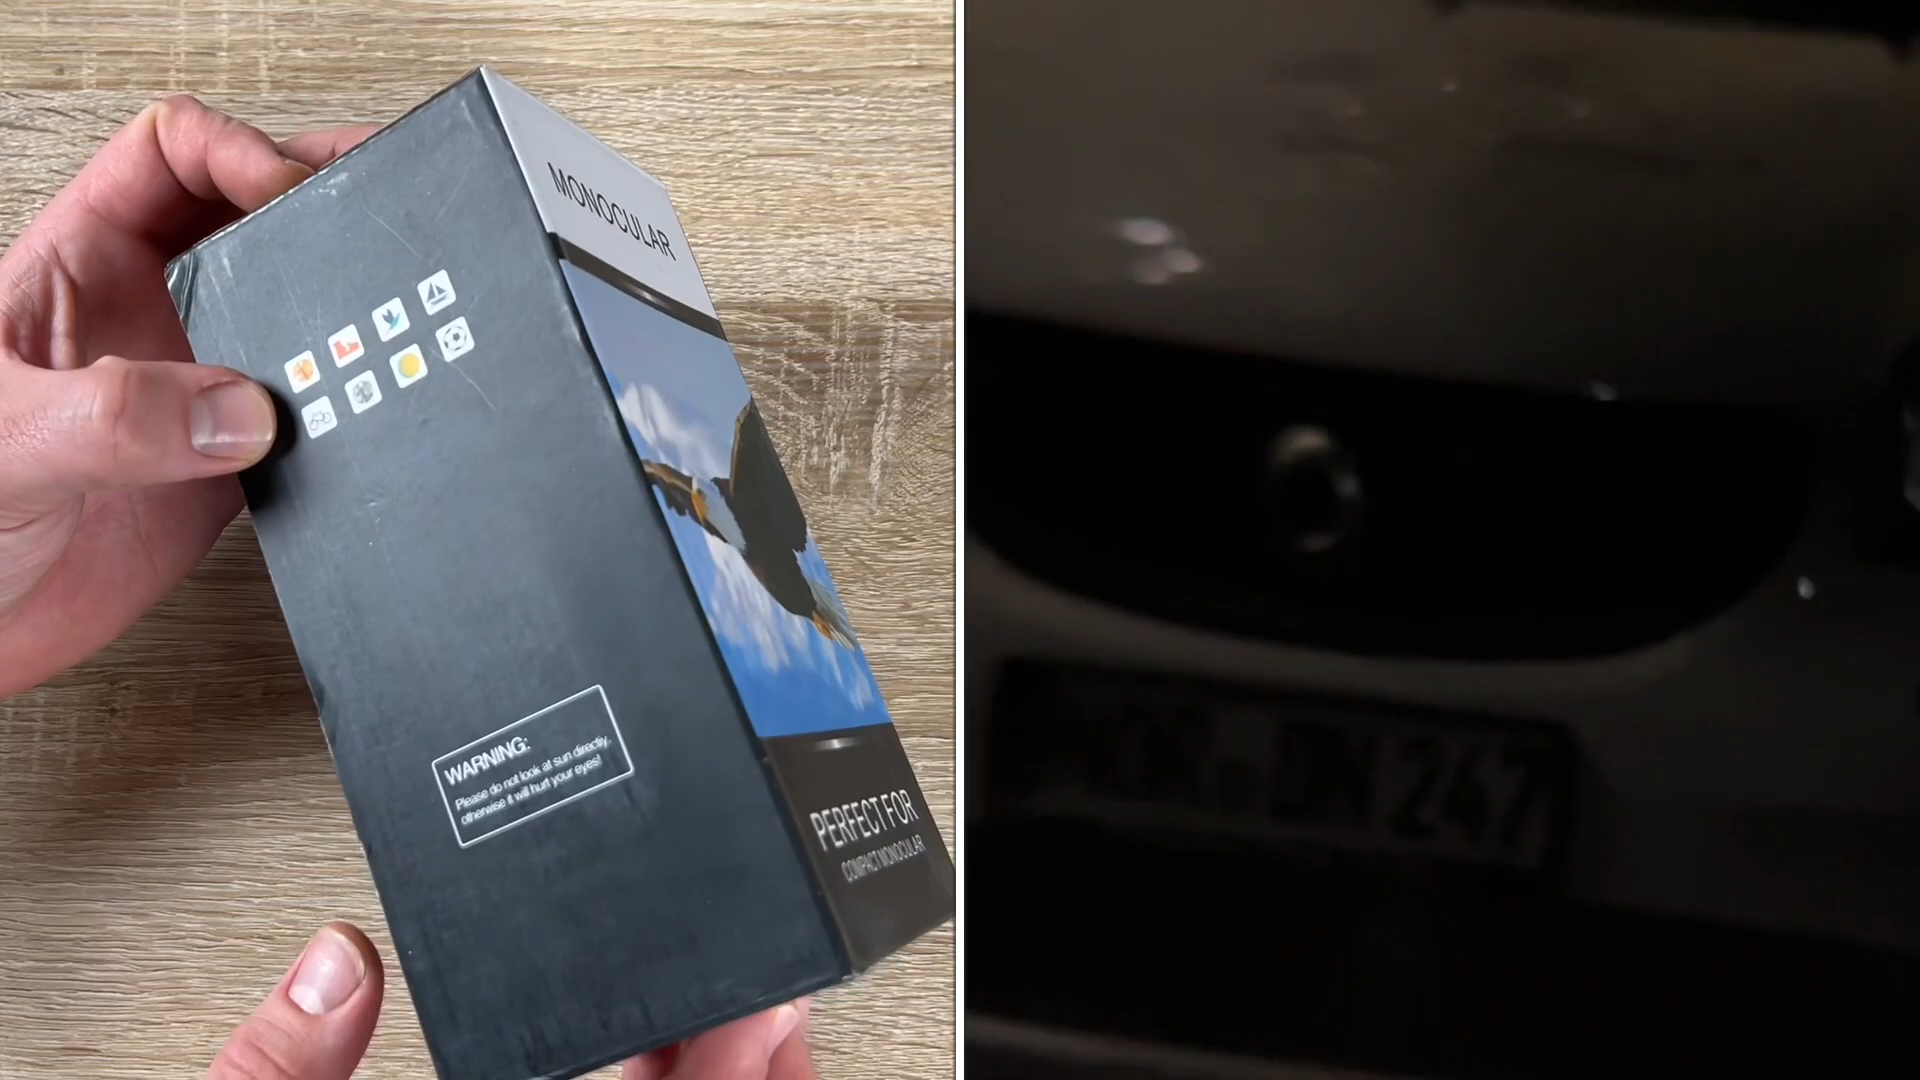 MONOCULAR
WARNING:
Please do not look at sun directly,
otherwise it will hurt your eyes!
PERFECT FOR
COMPACT MONOCULAR
247